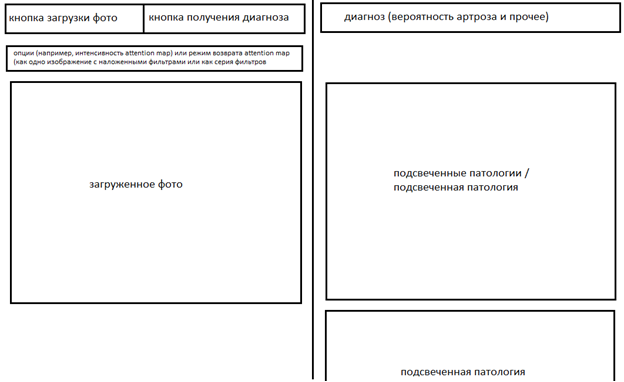 кнопка загрузки фото
кнопка получения диагноза
опции (например, интенсивность attention map) или режим возврата attention map
(как одно изображение с наложенными фильтрами или как серия фильтров
загруженное фото
диагноз (вероятность артроза и прочее)
подсвеченные патологии /
подсвеченная патология
подсвеченная патология